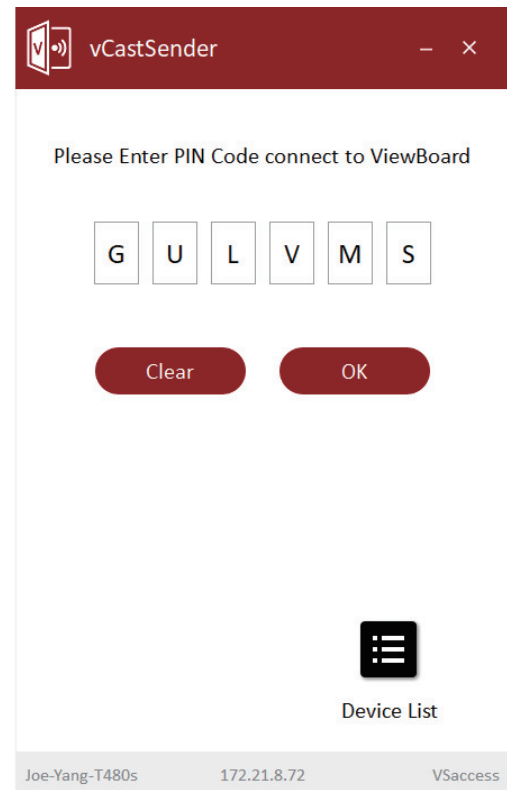 V vCastSender
Please Enter PIN Code connect to ViewBoard
G U L V M S
Clear OK
Device List
Joe-Yang-T480s 172.21.8.72 VSaccess